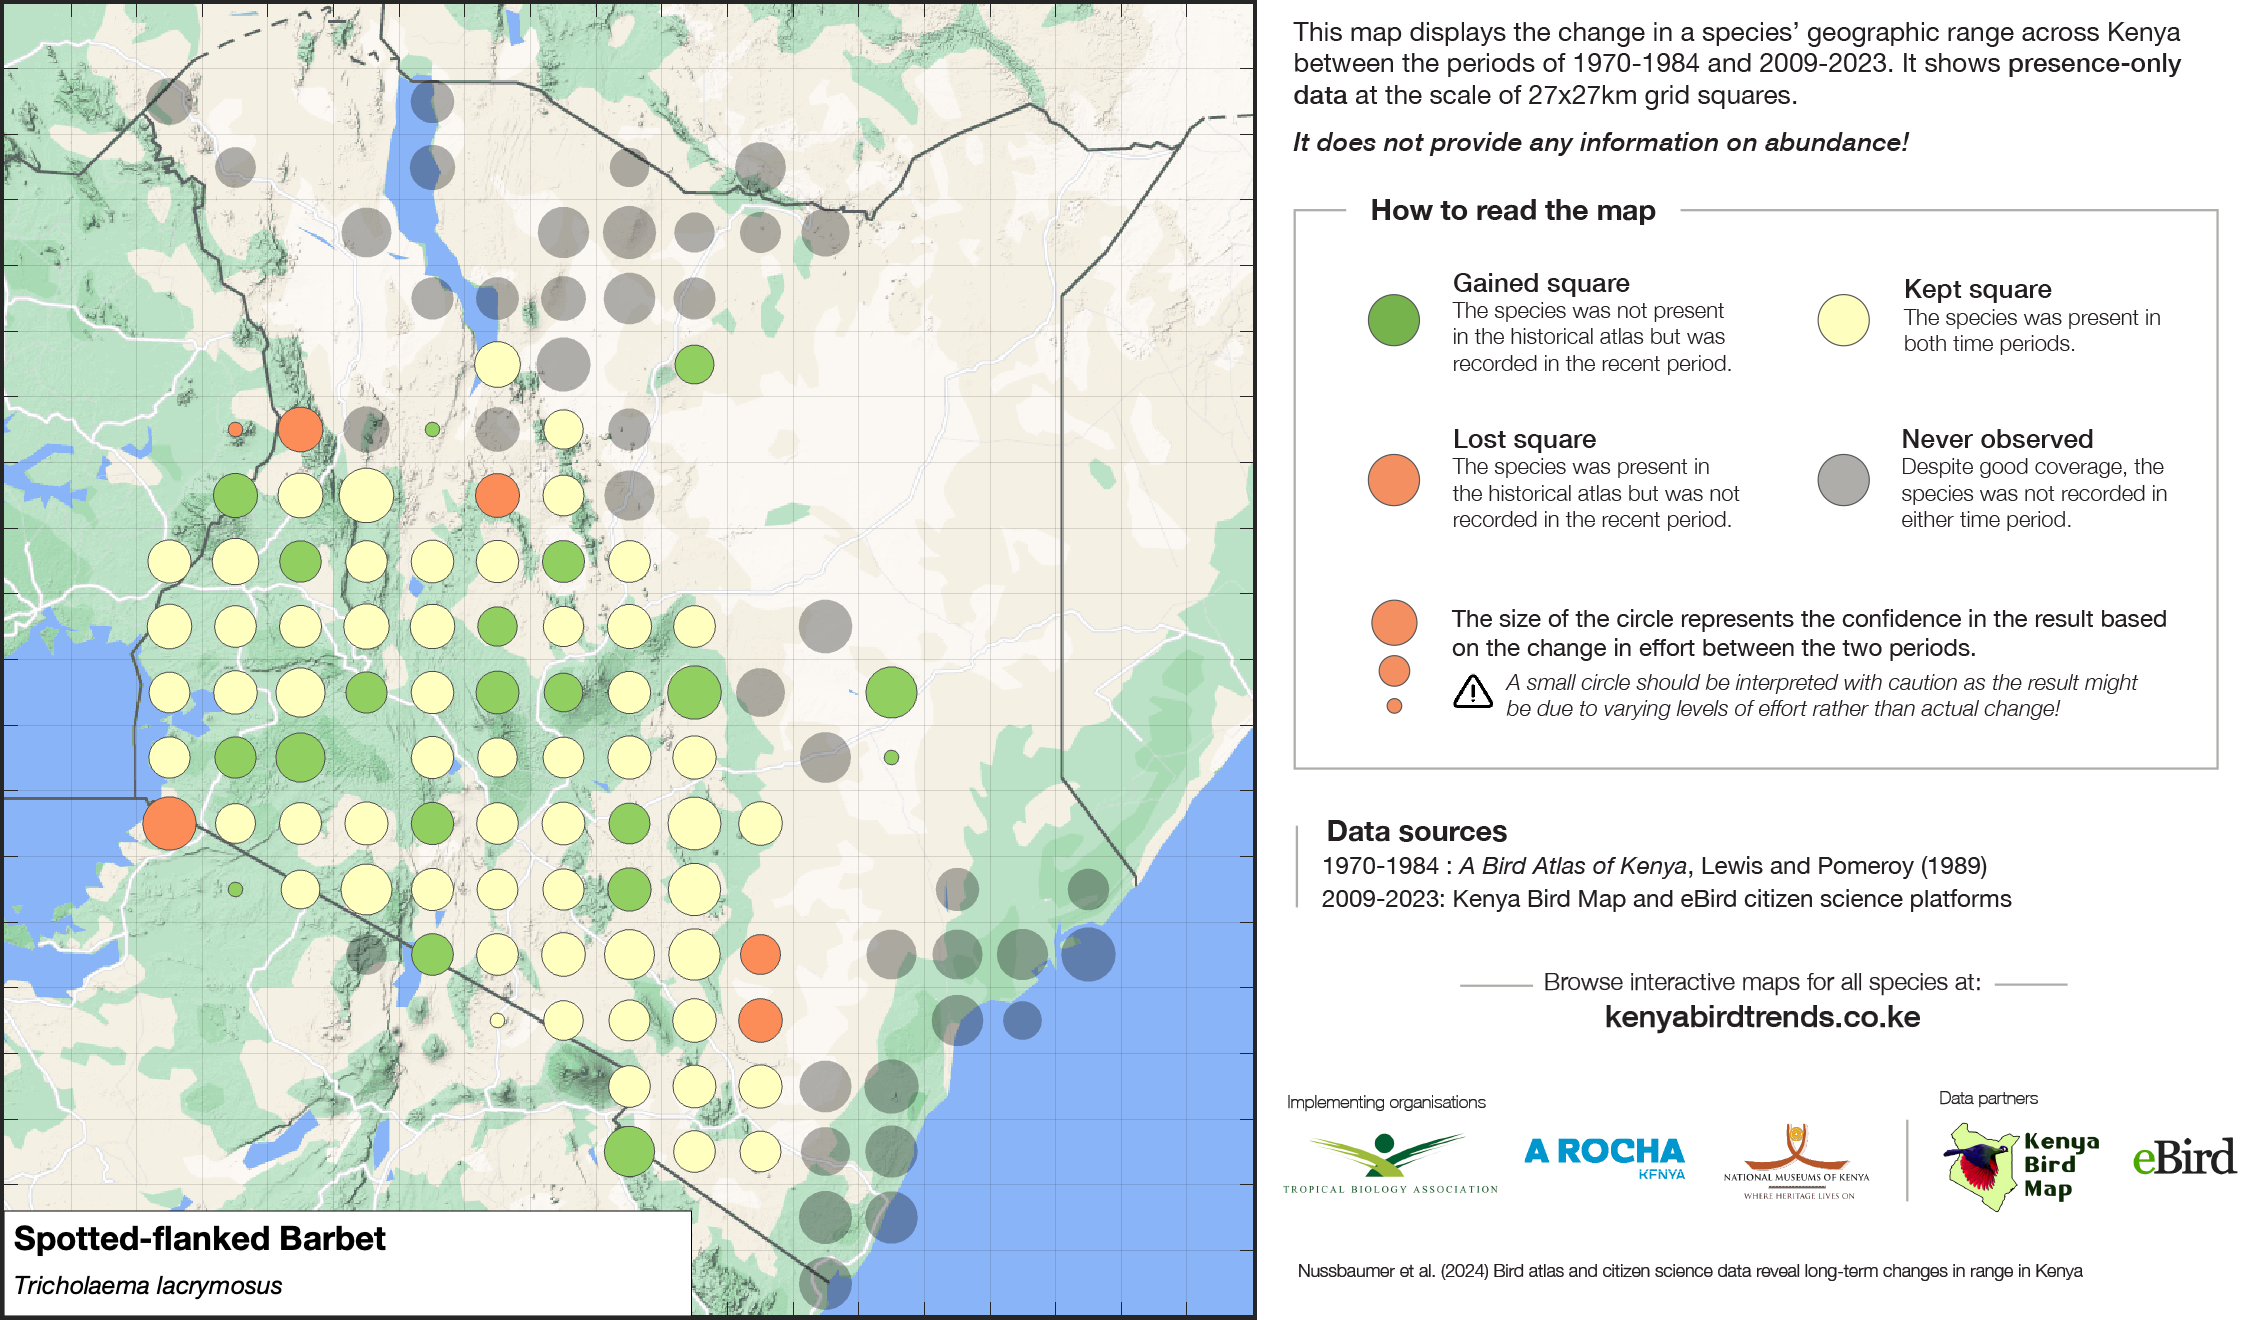 This map displays the change in a species’ geographic range across Kenya
between the periods of 1970-1984 and 2009-2023. It shows presence-only
data at the scale of 27x27km grid squares.
It does not provide any information on abundance!
How to read the map
Gained square
The species was not present
in the historical atlas but was
recorded in the recent period.
Kept square
The species was present in
both time periods.
Lost square
The species was present in
the historical atlas but was not
recorded in the recent period.
Never observed
Despite good coverage, the
species was not recorded in
either time period.
The size of the circle represents the confidence in the result based
on the change in effort between the two periods.
A small circle should be interpreted with caution as the result might
be due to varying levels of effort rather than actual change!
Data sources
1970-1984 : A Bird Atlas of Kenya, Lewis and Pomeroy (1989)
2009-2023: Kenya Bird Map and eBird citizen science platforms
Browse interactive maps for all species at:
kenyabirdtrends.co.ke
Implementing organisations
Data partners
TROPICAL BIOLOGY ASSOCIATION
A ROCHA
KENYA
NATIONAL MUSEUMS OF KENYA
WHERE HERITAGE LIVES ON
Kenya
Bird
Map
eBird
Nussbaumer et al. (2024) Bird atlas and citizen science data reveal long-term changes in range in Kenya
Spotted-flanked Barbet
Tricholaema lacrymosus